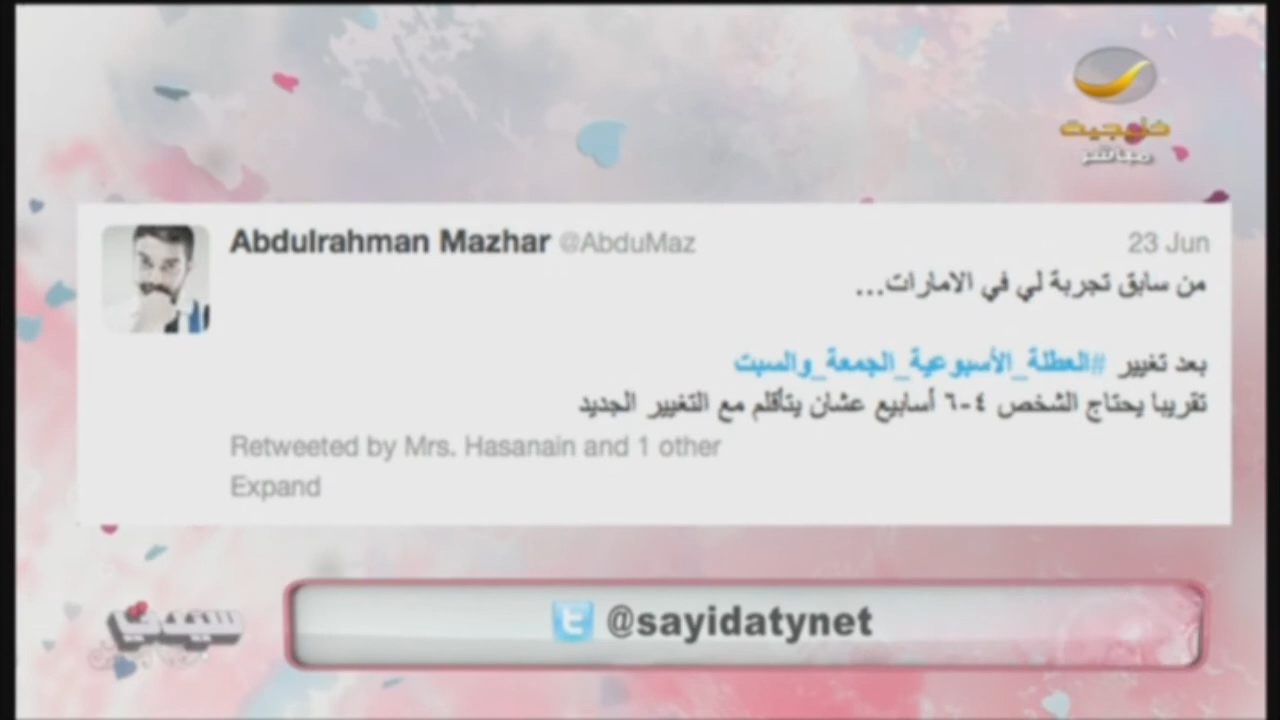 خليجية
مباشر
Abdulrahman Mazhar @AbduMaz 23 Jun
من سابق تجربة لي في الامارات...
بعد تغيير #العطلة_الأسبوعية_الجمعة_والسبت
تقريبا يحتاج الشخص ٤-٦ أسابيع عشان يتأقلم مع التغيير الجديد
Retweeted by Mrs. Hasanain and 1 other
Expand
@sayidatynet